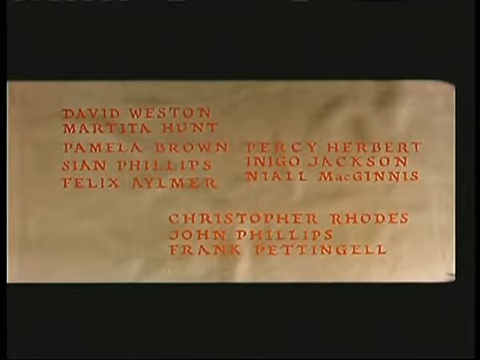 DAVID WESTON
MARTITA HUNT
PAMELA BROWN
SIAN PHILLIPS
FELIX AYLMER
PERCY HERBERT
INIGO JACKSON
NIALL MacGINNIS
CHRISTOPHER RHODES
JOHN PHILLIPS
FRANK PETTINGELL